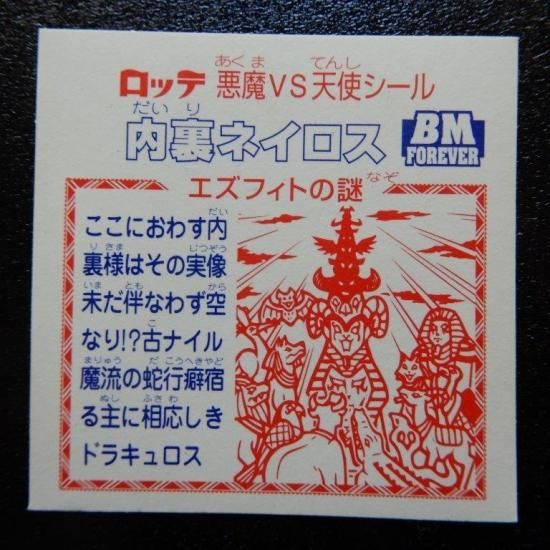 ロッテ 悪魔VS天使シール
内裏ネイロス
BM
FOREVER
エズフィトの謎
ここにおわす内
裏様はその実像
未だ伴なわず空
なり!?古ナイル
魔流の蛇行癖宿
る主に相応しき
ドラキュロス